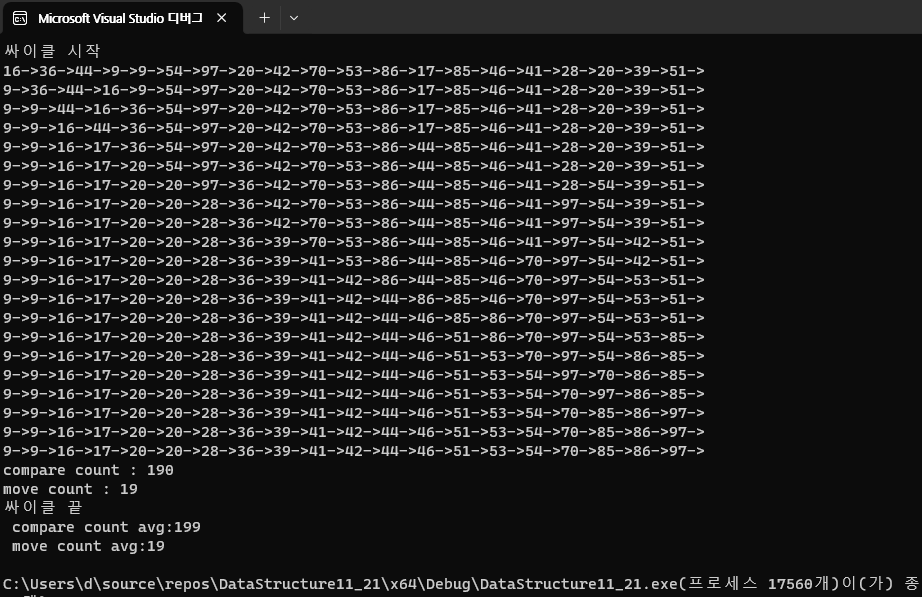 Microsoft Visual Studio 디버그
싸이클 시작
16->36->44->9->9->54->97->20->42->70->53->86->17->85->46->41->28->20->39->51->
9->36->44->16->9->54->97->20->42->70->53->86->17->85->46->41->28->20->39->51->
9->9->44->16->36->54->97->20->42->70->53->86->17->85->46->41->28->20->39->51->
9->9->16->44->36->54->97->20->42->70->53->86->17->85->46->41->28->20->39->51->
9->9->16->17->36->54->97->20->42->70->53->86->44->85->46->41->28->20->39->51->
9->9->16->17->20->54->97->36->42->70->53->86->44->85->46->41->28->20->39->51->
9->9->16->17->20->20->97->36->42->70->53->86->44->85->46->41->28->54->39->51->
9->9->16->17->20->20->28->36->42->70->53->86->44->85->46->41->97->54->39->51->
9->9->16->17->20->20->28->36->42->70->53->86->44->85->46->41->97->54->39->51->
9->9->16->17->20->20->28->36->39->70->53->86->44->85->46->41->97->54->42->51->
9->9->16->17->20->20->28->36->39->41->53->86->44->85->46->70->97->54->42->51->
9->9->16->17->20->20->28->36->39->41->42->86->44->85->46->70->97->54->53->51->
9->9->16->17->20->20->28->36->39->41->42->44->86->85->46->70->97->54->53->51->
9->9->16->17->20->20->28->36->39->41->42->44->46->85->86->70->97->54->53->51->
9->9->16->17->20->20->28->36->39->41->42->44->46->51->86->70->97->54->53->85->
9->9->16->17->20->20->28->36->39->41->42->44->46->51->53->70->97->54->86->85->
9->9->16->17->20->20->28->36->39->41->42->44->46->51->53->54->97->70->86->85->
9->9->16->17->20->20->28->36->39->41->42->44->46->51->53->54->70->97->86->85->
9->9->16->17->20->20->28->36->39->41->42->44->46->51->53->54->70->85->86->97->
9->9->16->17->20->20->28->36->39->41->42->44->46->51->53->54->70->85->86->97->
9->9->16->17->20->20->28->36->39->41->42->44->46->51->53->54->70->85->86->97->
compare count : 190
move count : 19
싸이클 끝
compare count avg:199
move count avg:19
C:\Users\d\source\repos\DataStructure11_21\x64\Debug\DataStructure11_21.exe(프로세스 17560개)이(가) 종